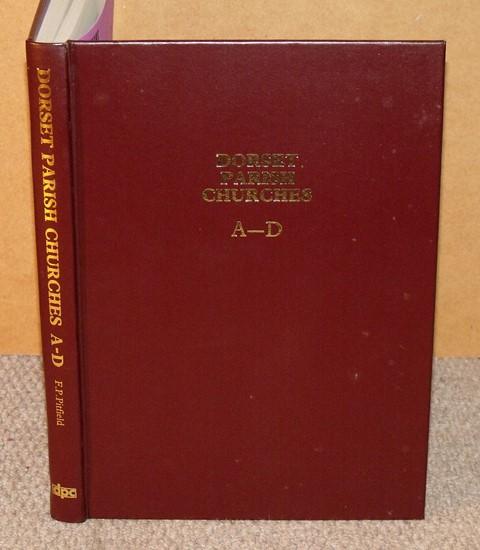 DORSET PARISH CHURCHES A-D
F.P.Pitfield
dpc
DORSET
PARISH
CHURCHES
A—D